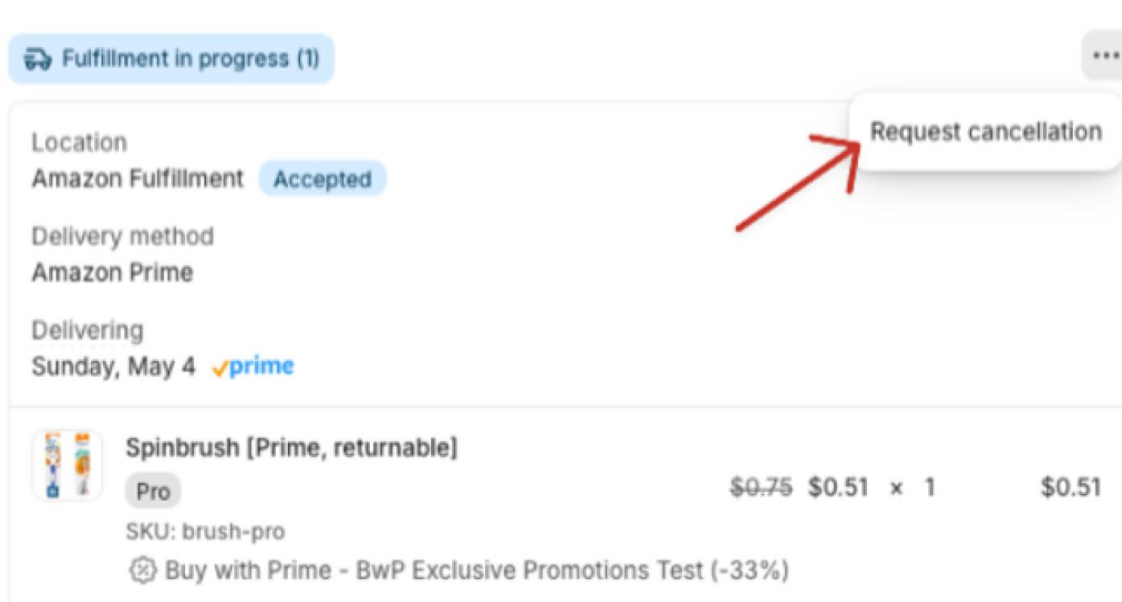 Fulfillment in progress (1)
...
Request cancellation
Location
Amazon Fulfillment Accepted
Delivery method
Amazon Prime
Delivering
Sunday, May 4 prime
Spinbrush [Prime, returnable]
Pro
$0.75 $0.51 × 1 $0.51
SKU: brush-pro
Buy with Prime - BwP Exclusive Promotions Test (-33%)